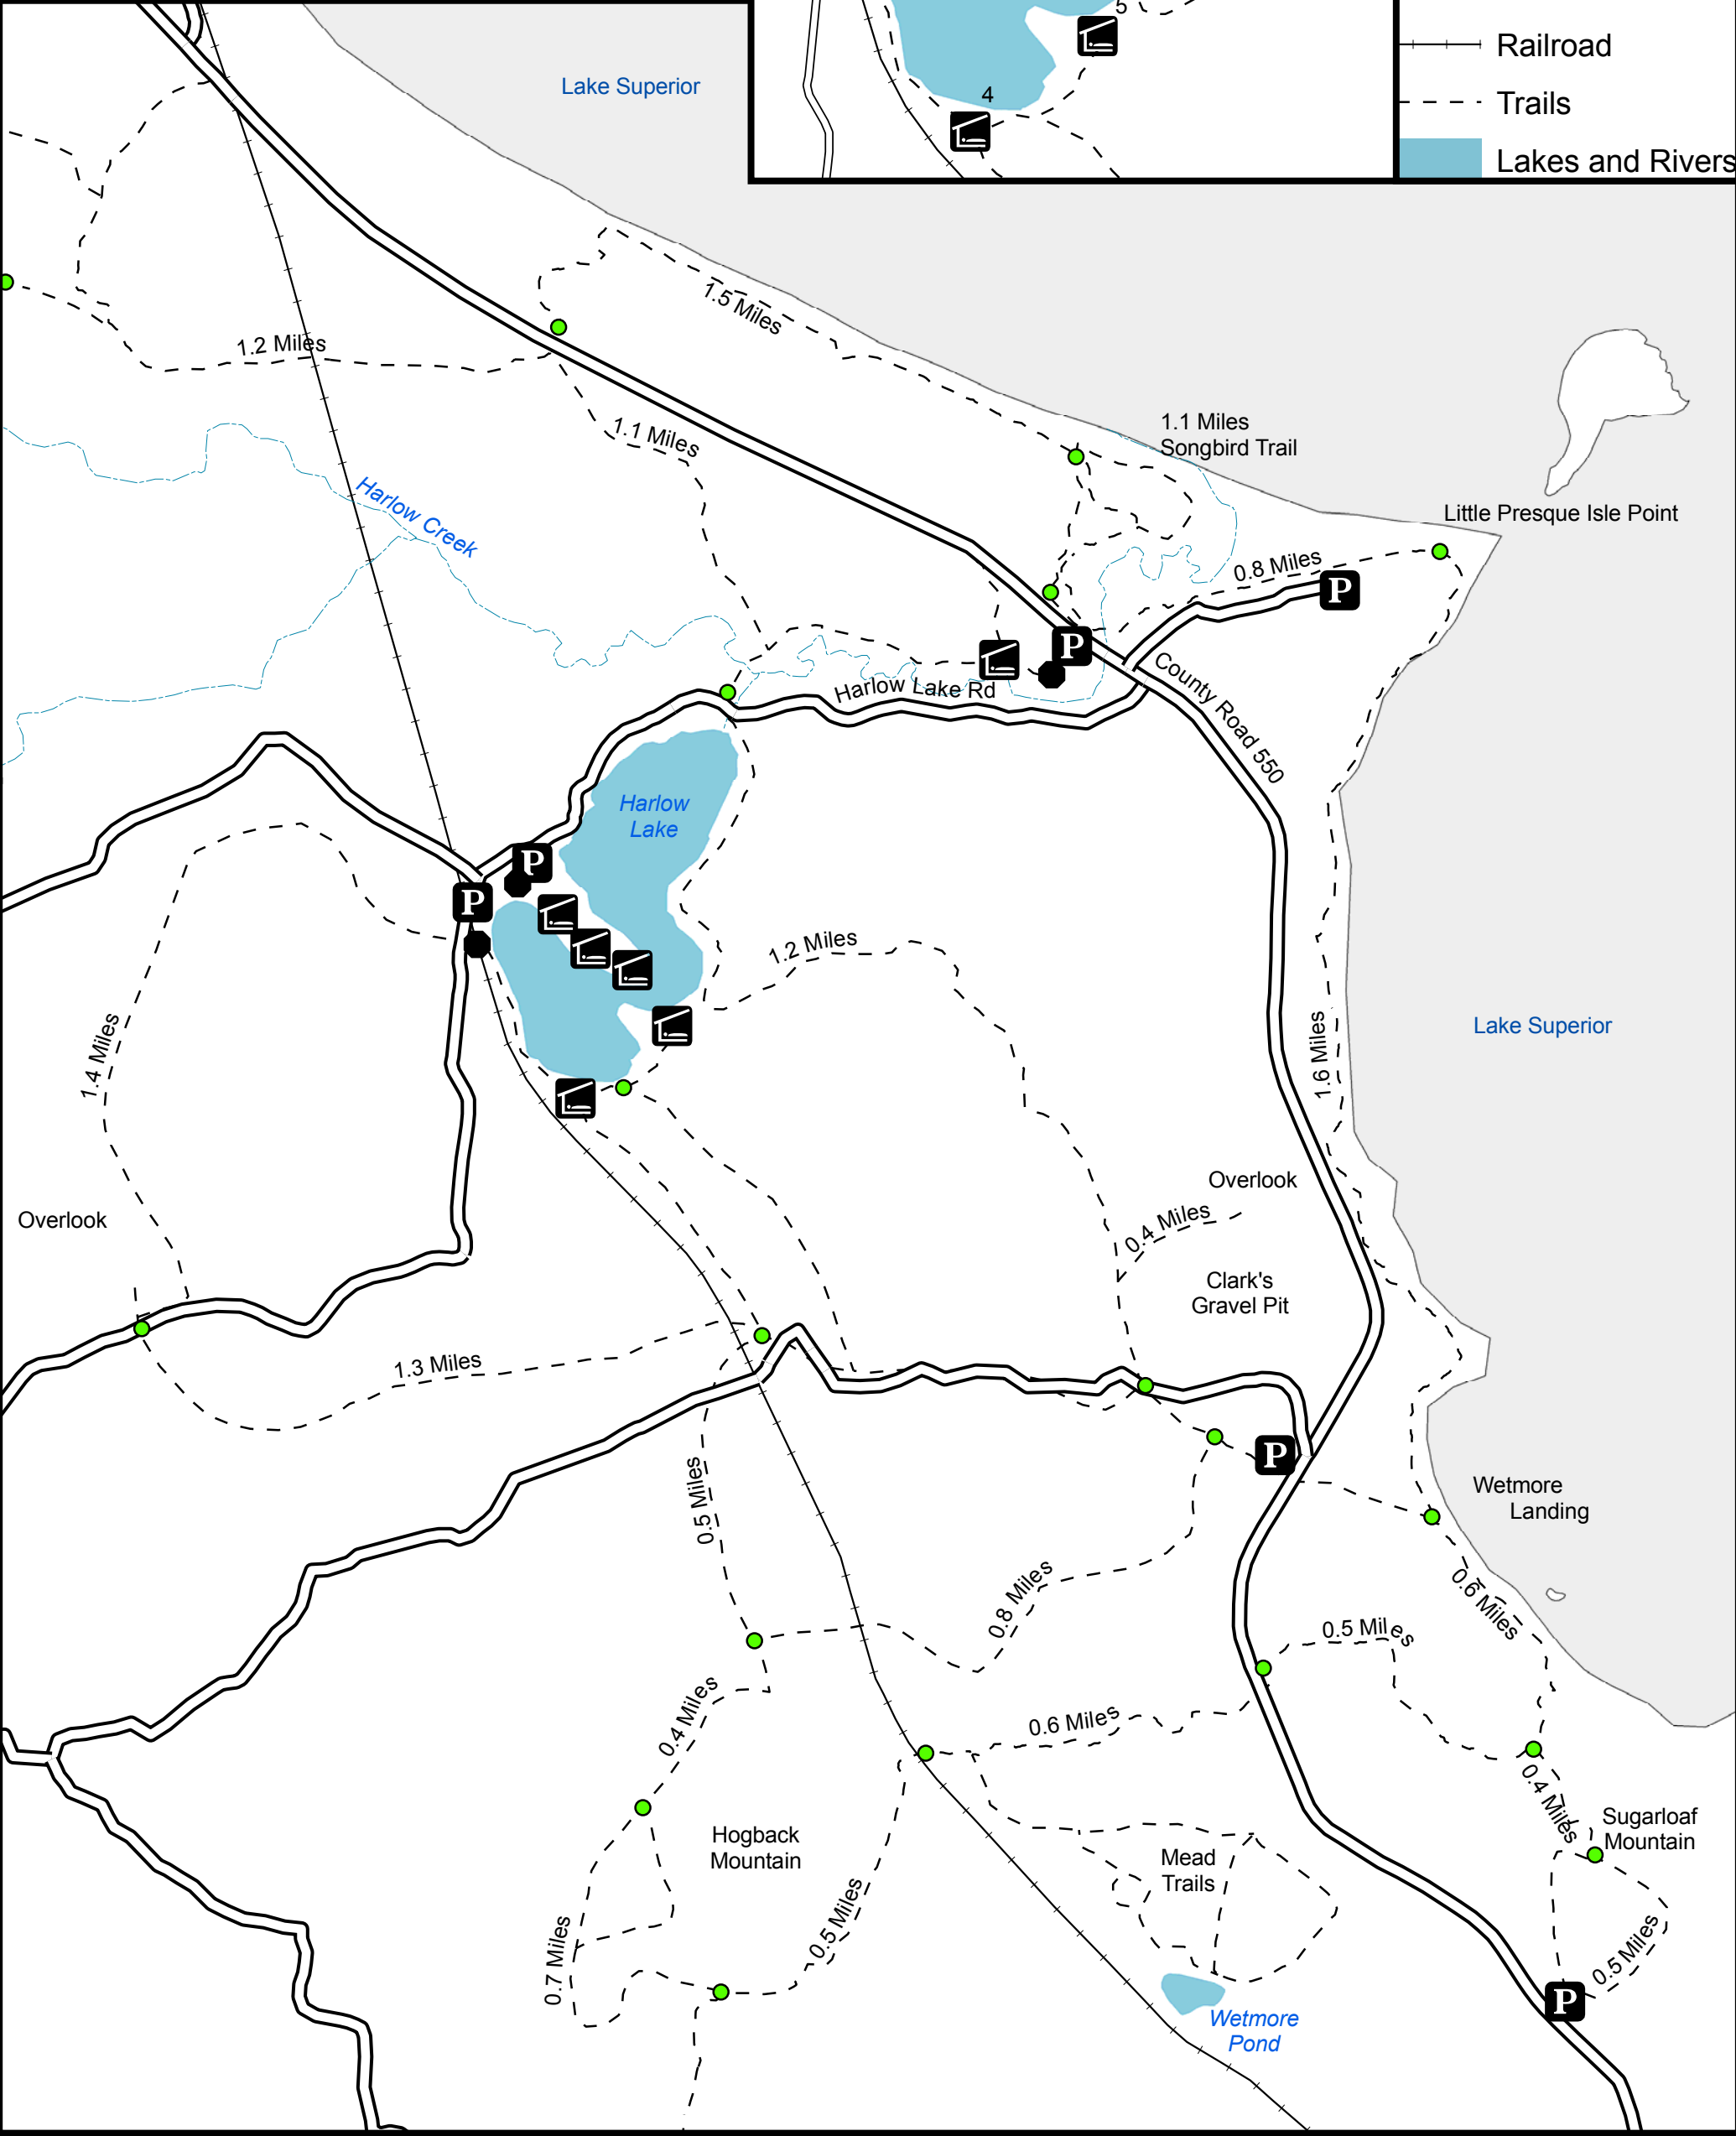 5
Railroad
Lake Superior
4
Trails
Lakes and Rivers
1.5 Miles
1.2 Miles
1.1 Miles
Songbird Trail
1.1 Miles
Harlow Creek
Little Presque Isle Point
0.8 Miles
P
P
Harlow Lake Rd
County Road 550
Harlow
Lake
P
P
1.2 Miles
1.4 Miles
1.6 Miles
Lake Superior
Overlook
Overlook
0.4 Miles
Clark's
Gravel Pit
1.3 Miles
P
0.5 Miles
Wetmore
Landing
0.8 Miles
0.6 Miles
0.5 Miles
0.4 Miles
0.6 Miles
0.4 Miles
Sugarloaf
Mountain
Hogback
Mountain
Mead
Trails
0.7 Miles
0.5 Miles
0.5 Miles
P
Wetmore
Pond